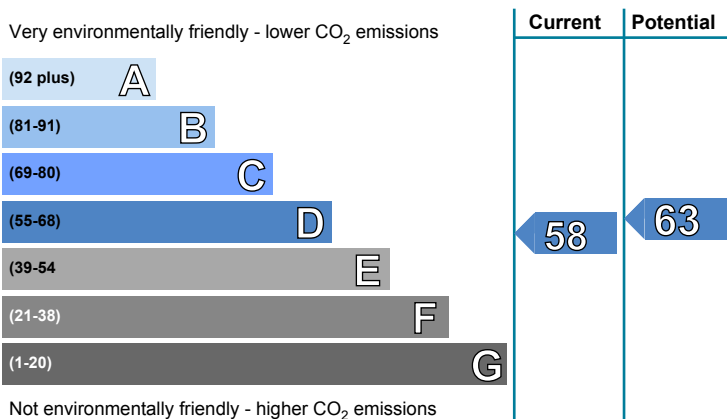 Very environmentally friendly - lower CO2 emissions
Current
Potential
(92 plus) A
(81-91) B
(69-80) C
(55-68) D
(39-54 E
(21-38) F
(1-20) G
58
63
Not environmentally friendly - higher CO2 emissions